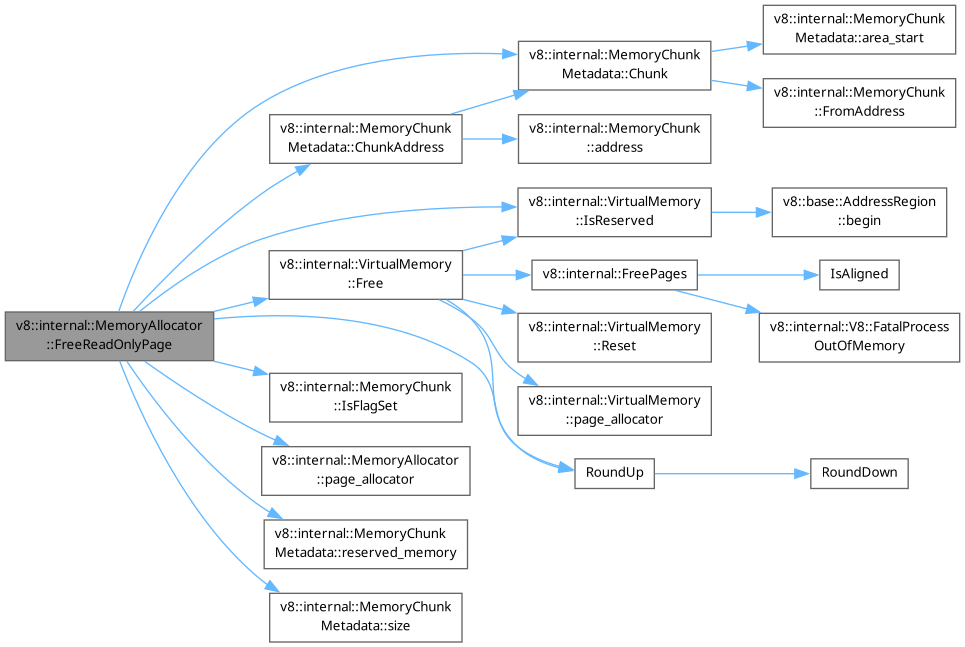 v8::internal::MemoryAllocator
::FreeReadOnlyPage
v8::internal::MemoryChunk
Metadata::Chunk
v8::internal::MemoryChunk
Metadata::area_start
v8::internal::MemoryChunk
::FromAddress
v8::internal::MemoryChunk
Metadata::ChunkAddress
v8::internal::MemoryChunk
::address
v8::internal::VirtualMemory
::IsReserved
v8::base::AddressRegion
::begin
v8::internal::VirtualMemory
::Free
v8::internal::FreePages
IsAligned
v8::internal::V8::FatalProcess
OutOfMemory
v8::internal::VirtualMemory
::Reset
v8::internal::VirtualMemory
::page_allocator
RoundUp
RoundDown
v8::internal::MemoryChunk
::IsFlagSet
v8::internal::MemoryAllocator
::page_allocator
v8::internal::MemoryChunk
Metadata::reserved_memory
v8::internal::MemoryChunk
Metadata::size